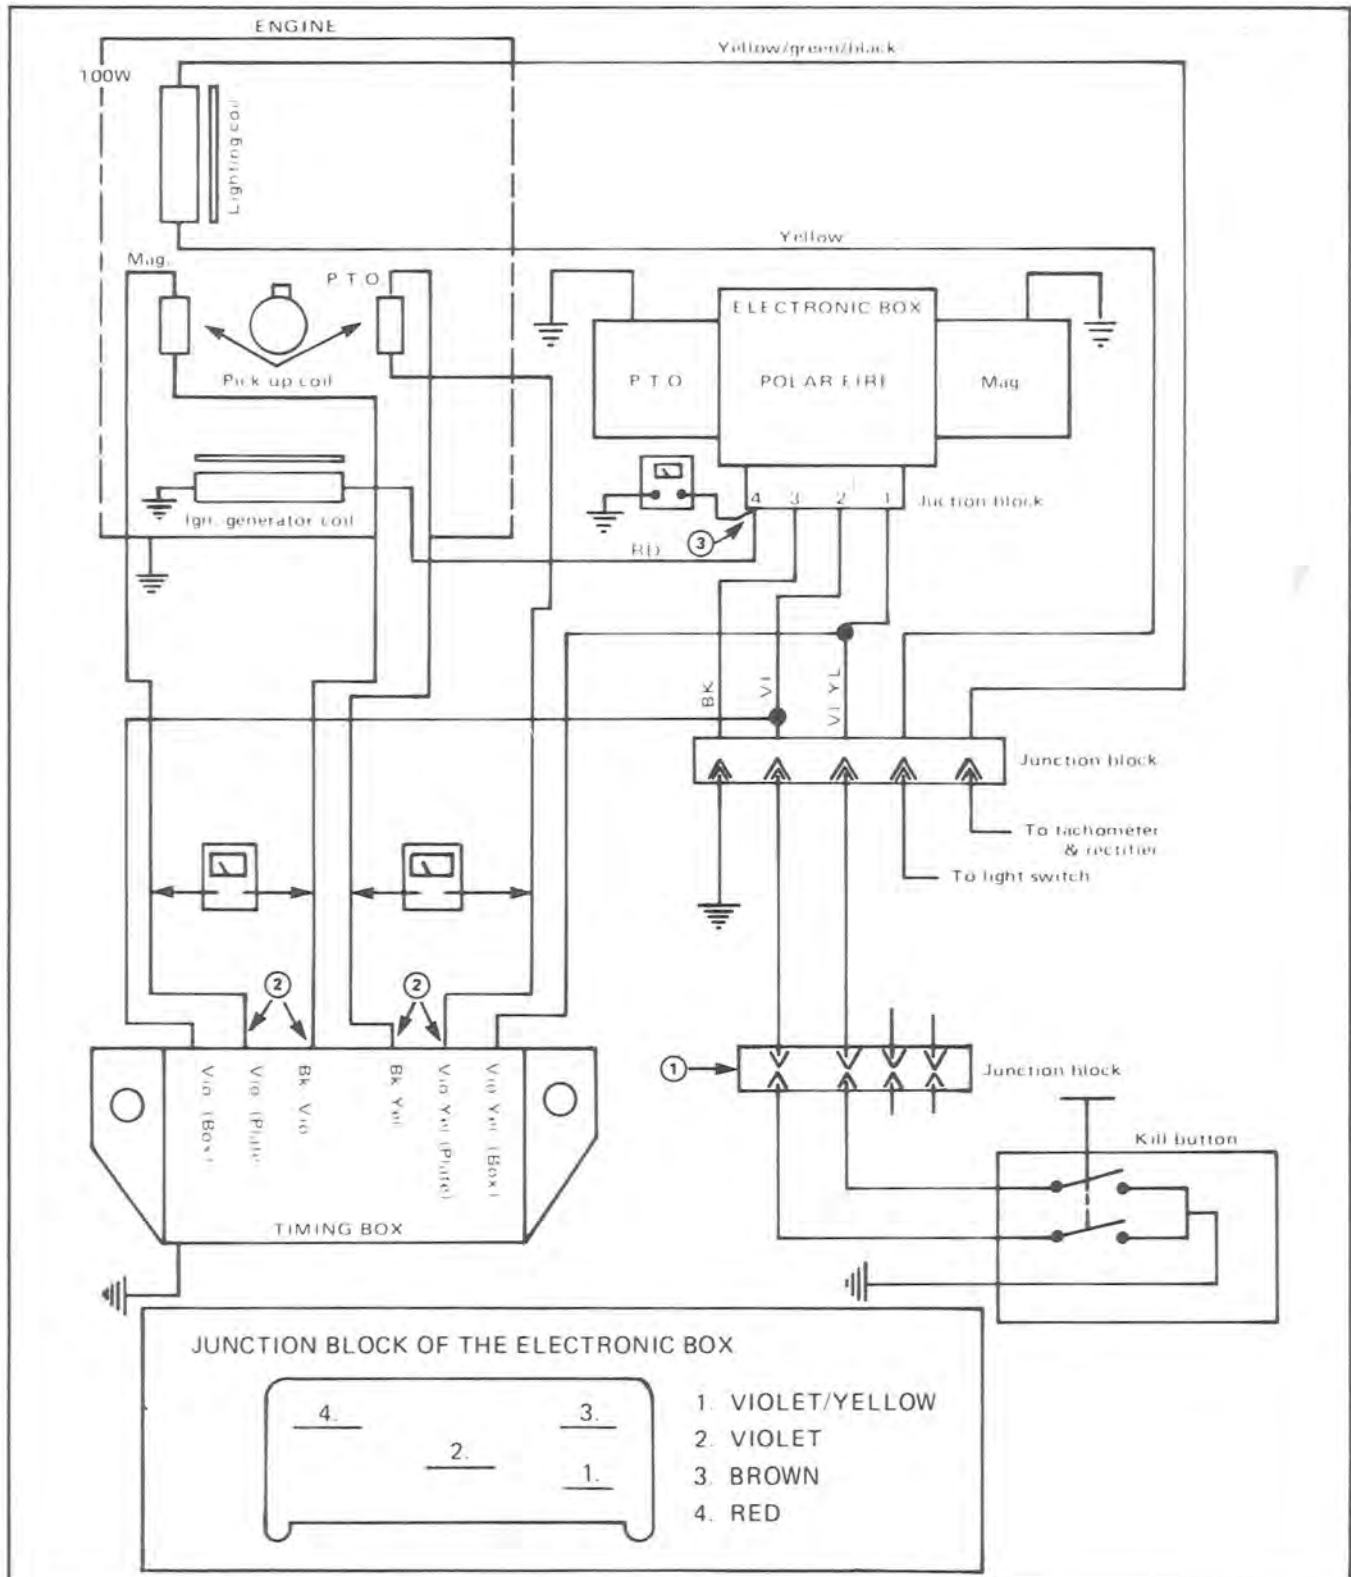 ENGINE
Yellow/green/black
100W
Lighting coil
Yellow
Mag.
P.T.O.
ELECTRONIC BOX
P.T.O
POLAR FIRE
Mag
Pick up coil
4 3 2 1
Juction block
Ign. generator coil
RD
3
BK
VI
VI YL
Junction block
To tachometer
& rectifier
To light switch
2
2
1
Junction block
Vio (Box)
Vio (Plate)
Bk Vio
Bk Yel
Vio Yel (Plate)
Vio Yel (Box)
Kill button
TIMING BOX
JUNCTION BLOCK OF THE ELECTRONIC BOX
4.
3.
2.
1.
1. VIOLET/YELLOW
2. VIOLET
3. BROWN
4. RED